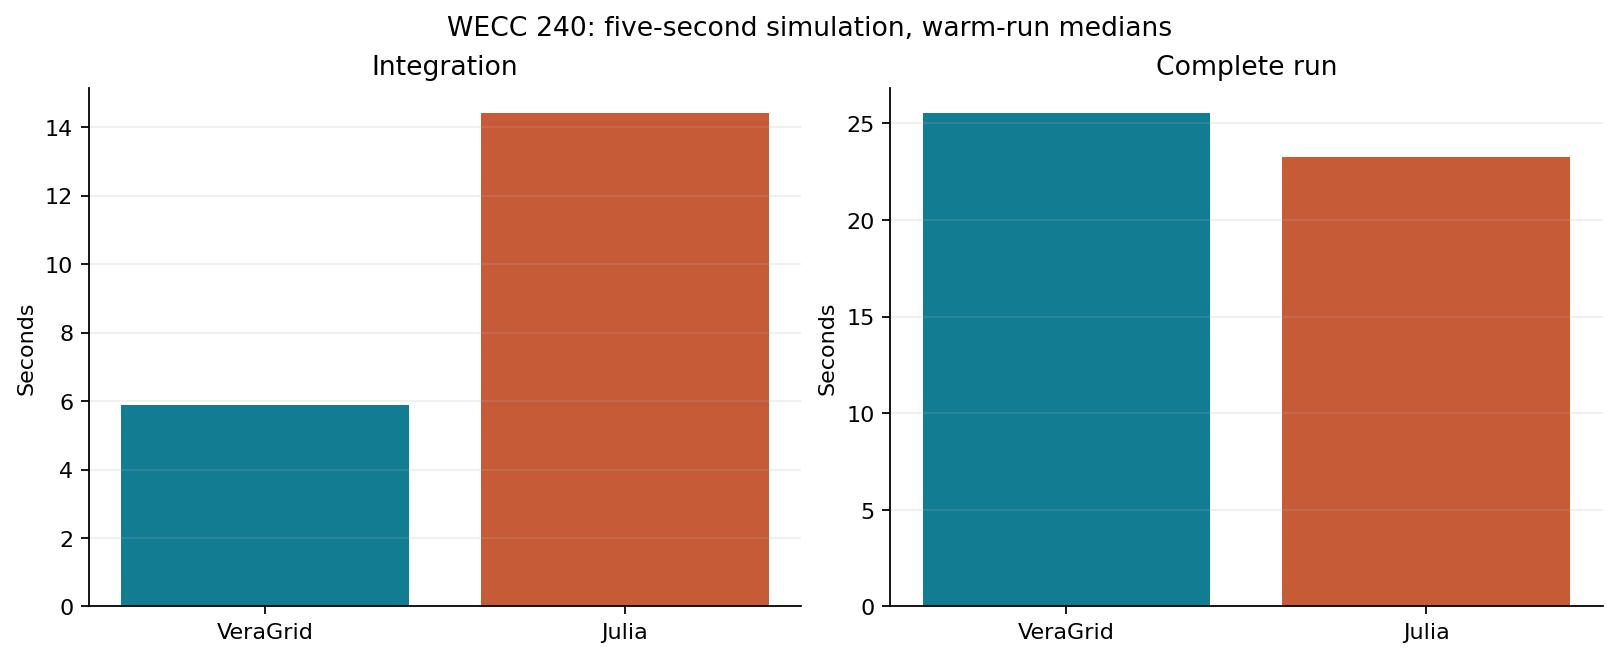 WECC 240: five-second simulation, warm-run medians
Integration
Seconds
14
12
10
8
6
4
2
0
VeraGrid
Julia
Complete run
Seconds
25
20
15
10
5
0
VeraGrid
Julia